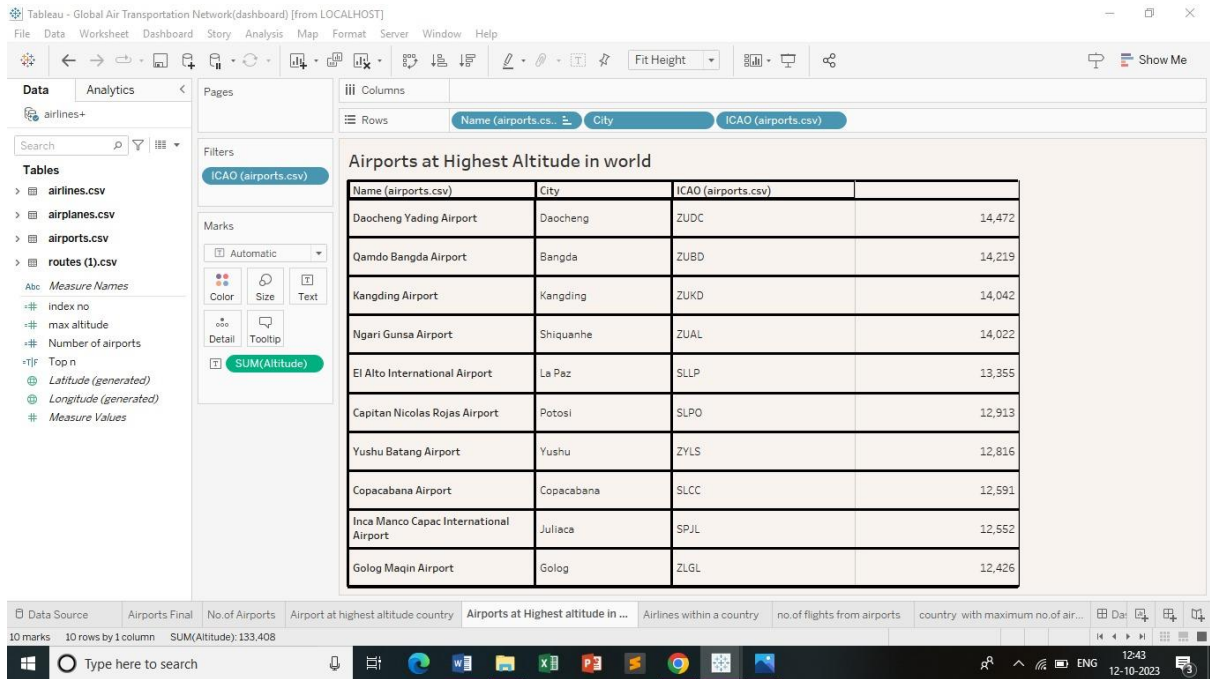 Tableau - Global Air Transportation Network(dashboard) [from LOCALHOST]
File Data Worksheet Dashboard Story Analysis Map Format Server Window Help
Fit Height
Show Me
Data Analytics
airlines+
Search
Tables
airlines.csv
airplanes.csv
airports.csv
routes (1).csv
Abc Measure Names
=# index no
=# max altitude
=# Number of airports
=T|F Top n
Latitude (generated)
Longitude (generated)
# Measure Values
Pages
Filters
ICAO (airports.csv)
Marks
Automatic
Color Size Text
Detail Tooltip
SUM(Altitude)
iii Columns
Rows Name (airports.cs.. City ICAO (airports.csv)
Airports at Highest Altitude in world
Name (airports.csv) City ICAO (airports.csv)
Daocheng Yading Airport Daocheng ZUDC 14,472
Qamdo Bangda Airport Bangda ZUBD 14,219
Kangding Airport Kangding ZUKD 14,042
Ngari Gunsa Airport Shiquanhe ZUAL 14,022
El Alto International Airport La Paz SLLP 13,355
Capitan Nicolas Rojas Airport Potosi SLPO 12,913
Yushu Batang Airport Yushu ZYLS 12,816
Copacabana Airport Copacabana SLCC 12,591
Inca Manco Capac International
Airport Juliaca SPJL 12,552
Golog Maqin Airport Golog ZLGL 12,426
Data Source Airports Final No.of Airports Airport at highest altitude country Airports at Highest altitude in ... Airlines within a country no.of flights from airports country with maximum no.of air... Da
10 marks 10 rows by 1 column SUM(Altitude): 133,408
Type here to search
ENG
12:43
12-10-2023